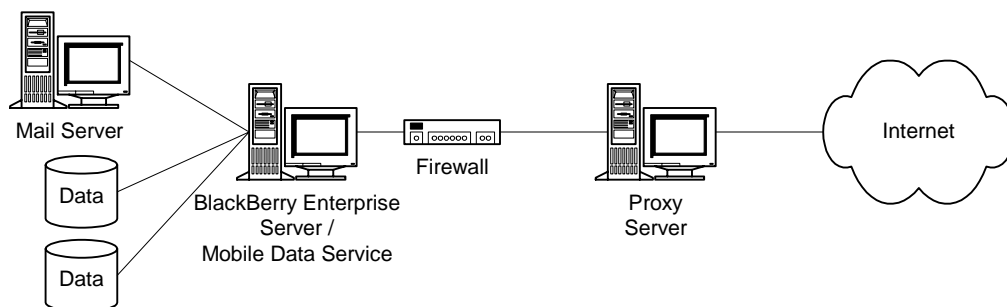 Mail Server
Data
Data
BlackBerry Enterprise
Server /
Mobile Data Service
Firewall
Proxy
Server
Internet